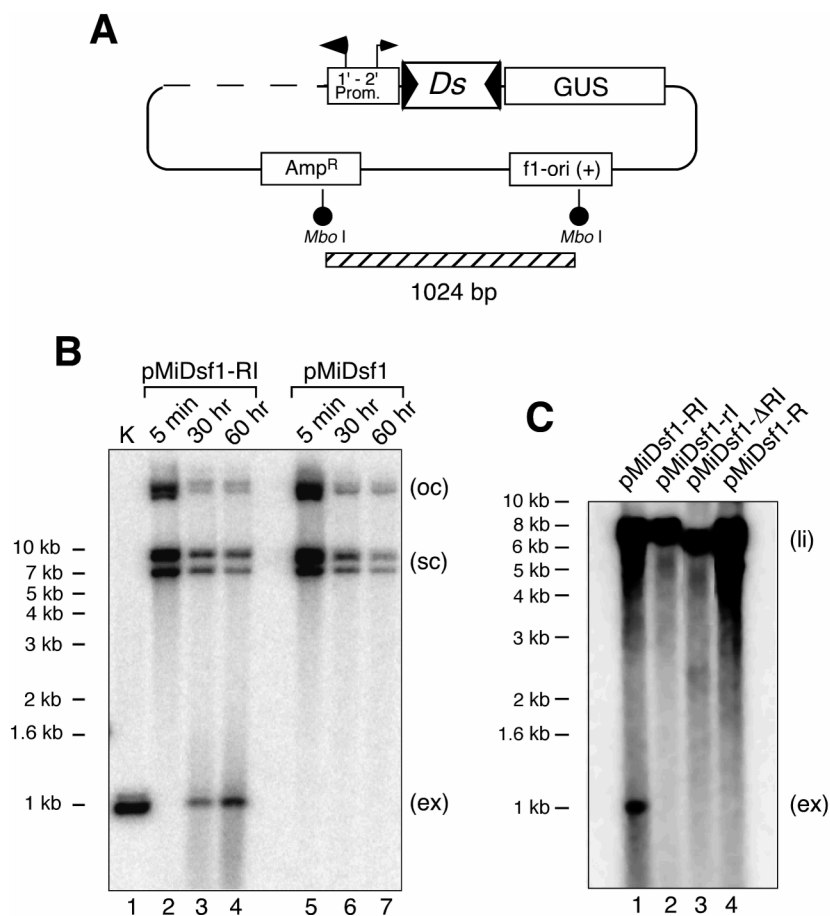 A
1' - 2'
Prom.
Ds
GUS
AmpR
f1-ori (+)
Mbo I
Mbo I
1024 bp
B
pMiDsf1-RI
pMiDsf1
K
5 min
30 hr
60 hr
5 min
30 hr
60 hr
(oc)
10 kb
(sc)
7 kb
5 kb
4 kb
3 kb
2 kb
1.6 kb
1 kb
(ex)
1 2 3 4 5 6 7
C
pMiDsf1-RI
pMiDsf1-rI
pMiDsf1-ΔRI
pMiDsf1-R
10 kb
8 kb
(li)
6 kb
5 kb
4 kb
3 kb
2 kb
1.6 kb
1 kb
(ex)
1 2 3 4